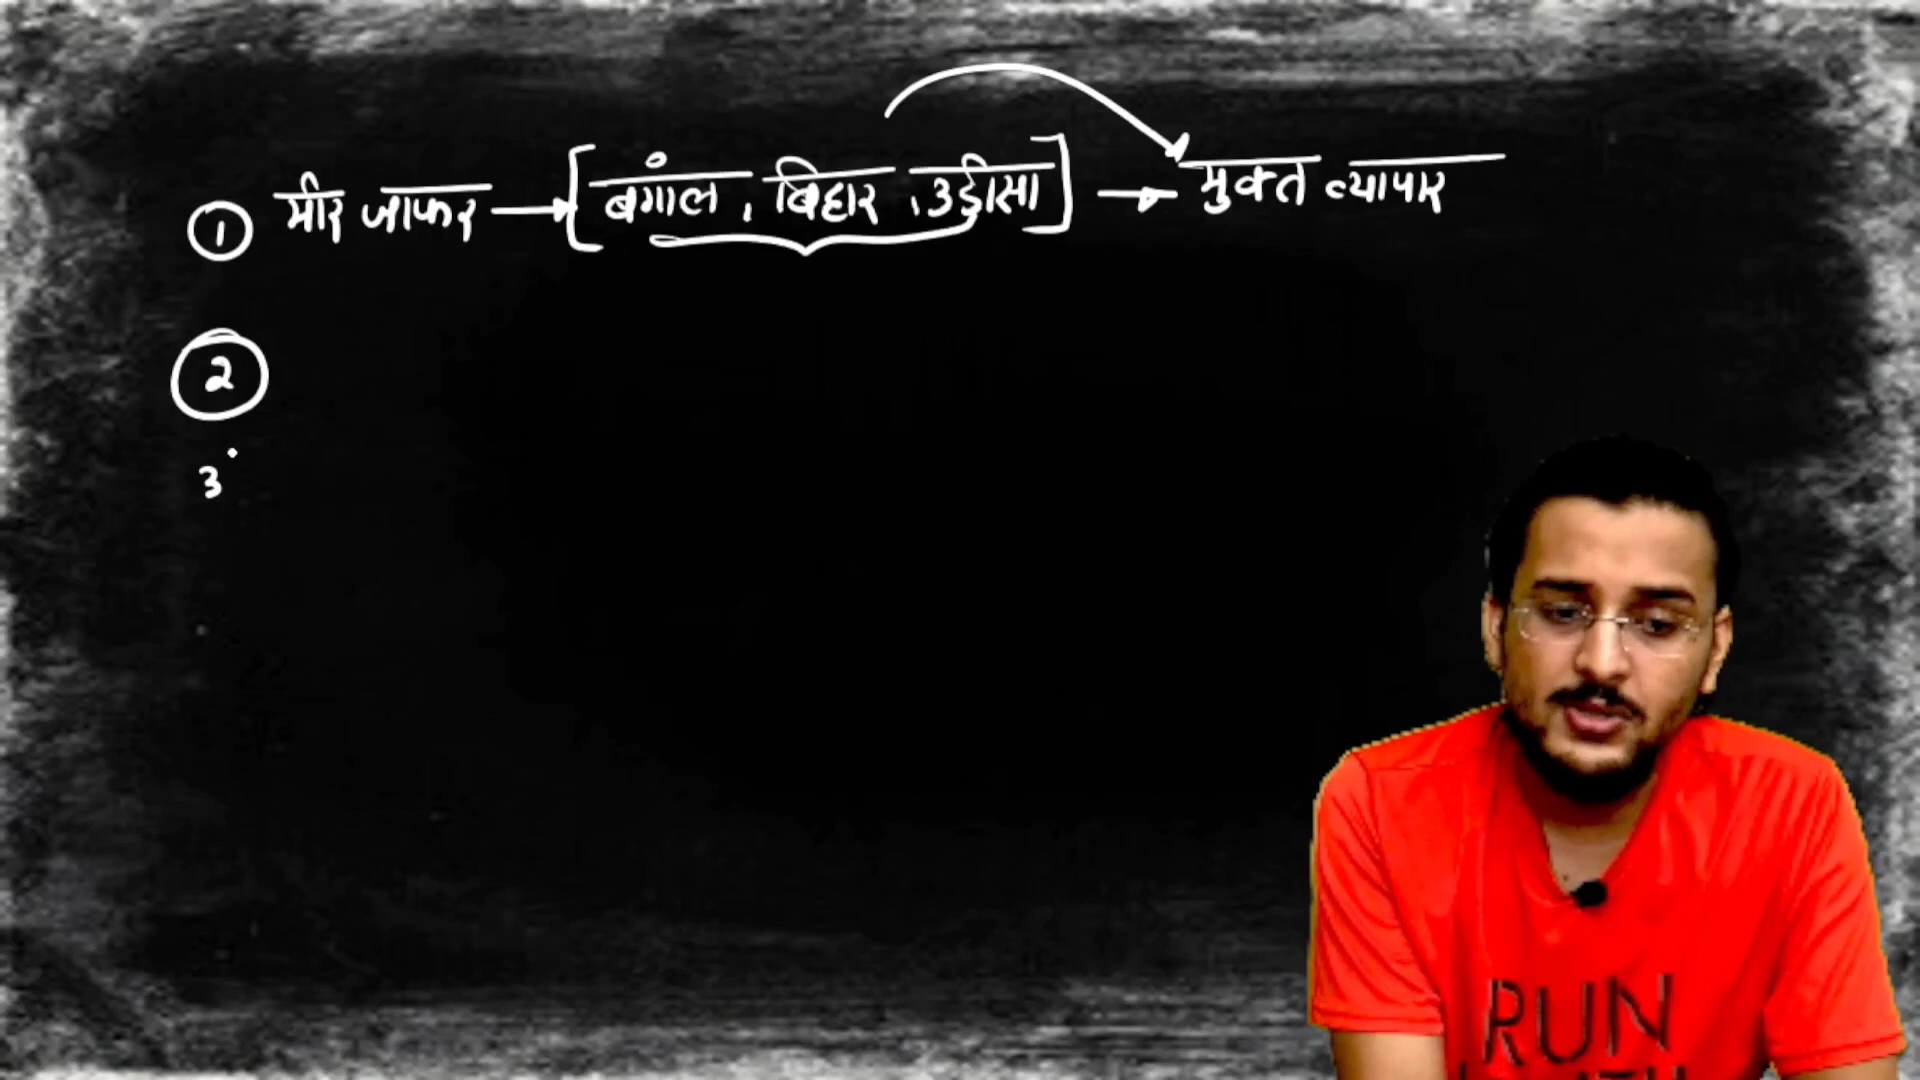 ① मीर जाफर → [बंगाल, बिहार, उड़ीसा] → मुक्त व्यापार
②
3
RUN